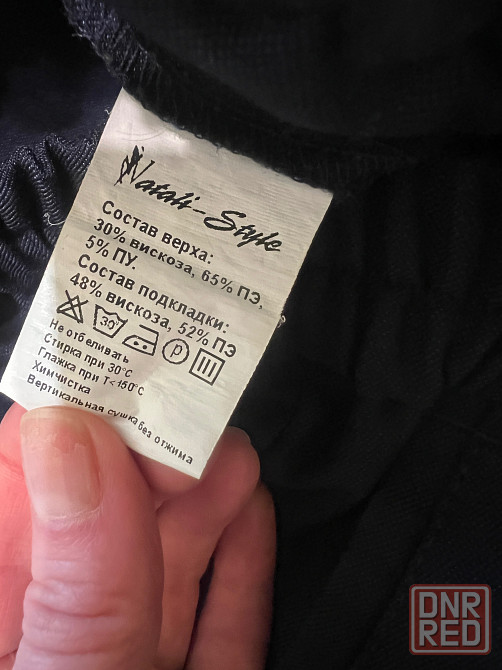 Natali-Style
Состав верха:
30% вискоза, 65% ПЭ,
5% ПУ.
Состав подкладки:
48% вискоза, 52% ПЭ
30° P
Не отбеливать
Стирка при 30°C
Глажка при T<150°C
Химчистка
Вертикальная сушка без отжима
DNR
RED